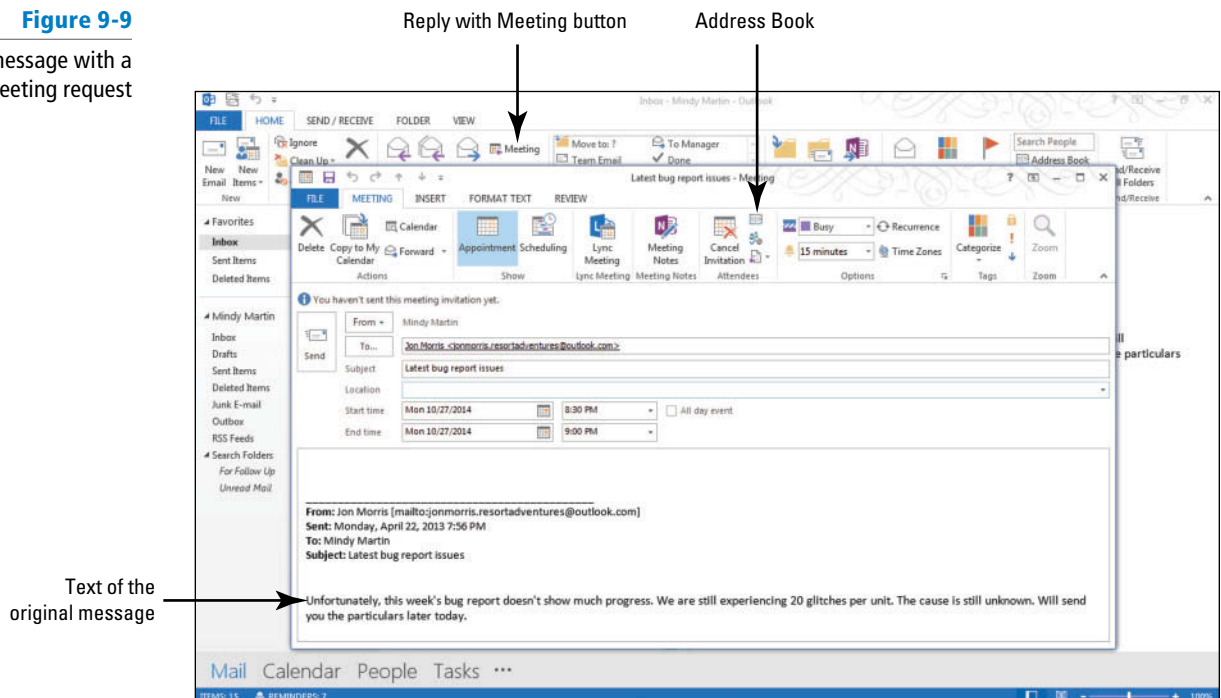 Figure 9-9
Reply with Meeting button
Address Book
message with a
eeting request
Inbox - Mindy Martin - Outlook
FILE HOME SEND / RECEIVE FOLDER VIEW
Ignore
Clean Up
New Email
New Items
New
Meeting
Move to: ?
Team Email
To Manager
Done
Search People
Address Book
nd/Receive
ll Folders
nd/Receive
Latest bug report issues - Meeting
FILE MEETING INSERT FORMAT TEXT REVIEW
Delete
Copy to My Calendar
Calendar
Forward
Actions
Appointment
Scheduling
Show
Lync Meeting
Lync Meeting
Meeting Notes
Meeting Notes
Cancel Invitation
Attendees
Busy
15 minutes
Recurrence
Time Zones
Options
Categorize
Tags
Zoom
Zoom
Favorites
Inbox
Sent Items
Deleted Items
Mindy Martin
Inbox
Drafts
Sent Items
Deleted Items
Junk E-mail
Outbox
RSS Feeds
Search Folders
For Follow Up
Unread Mail
You haven't sent this meeting invitation yet.
Send
From Mindy Martin
To... Jon Morris <jonmorris.resortadventures@outlook.com>
Subject Latest bug report issues
Location
Start time Mon 10/27/2014 8:30 PM All day event
End time Mon 10/27/2014 9:00 PM
ll
e particulars
From: Jon Morris [mailto:jonmorris.resortadventures@outlook.com]
Sent: Monday, April 22, 2013 7:56 PM
To: Mindy Martin
Subject: Latest bug report issues
Text of the
original message
Unfortunately, this week's bug report doesn't show much progress. We are still experiencing 20 glitches per unit. The cause is still unknown. Will send
you the particulars later today.
Mail Calendar People Tasks •••
ITEMS: 15 REMINDERS: 7 100%